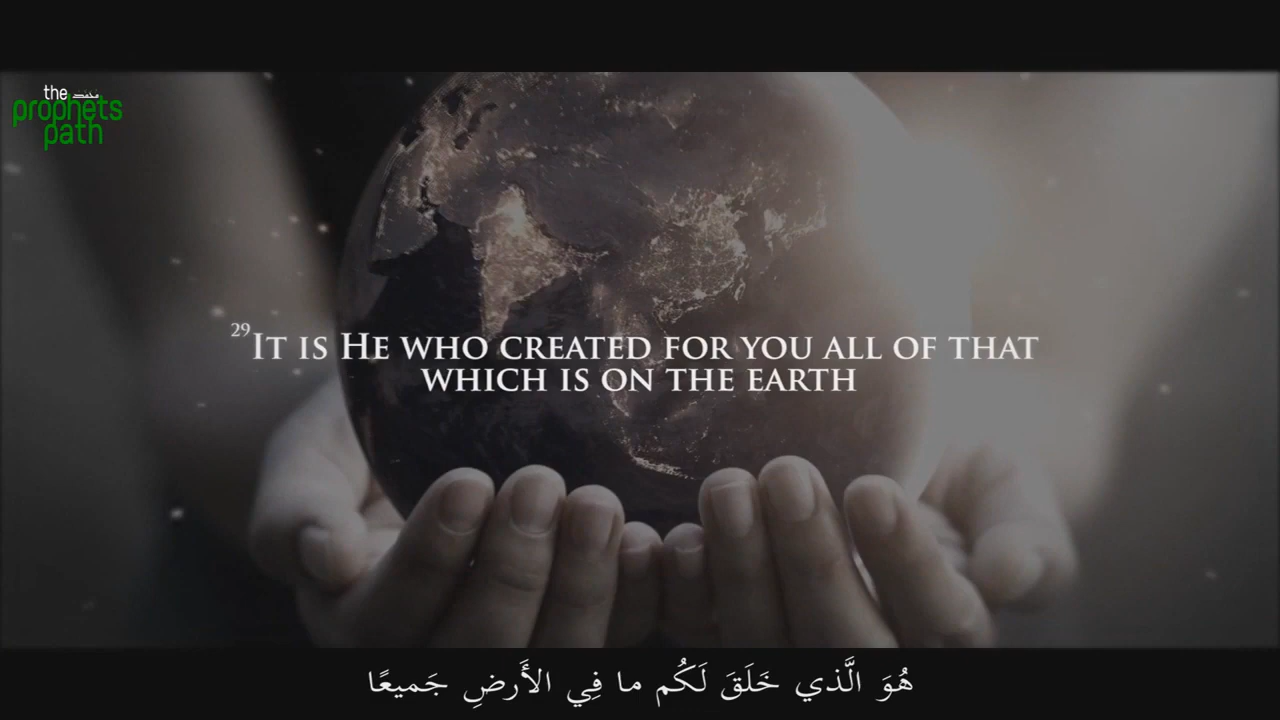 the محمد
prophets
path
29 It is He who created for you all of that
which is on the earth
هُوَ الَّذي خَلَقَ لَكُم ما فِي الأَرضِ جَميعًا